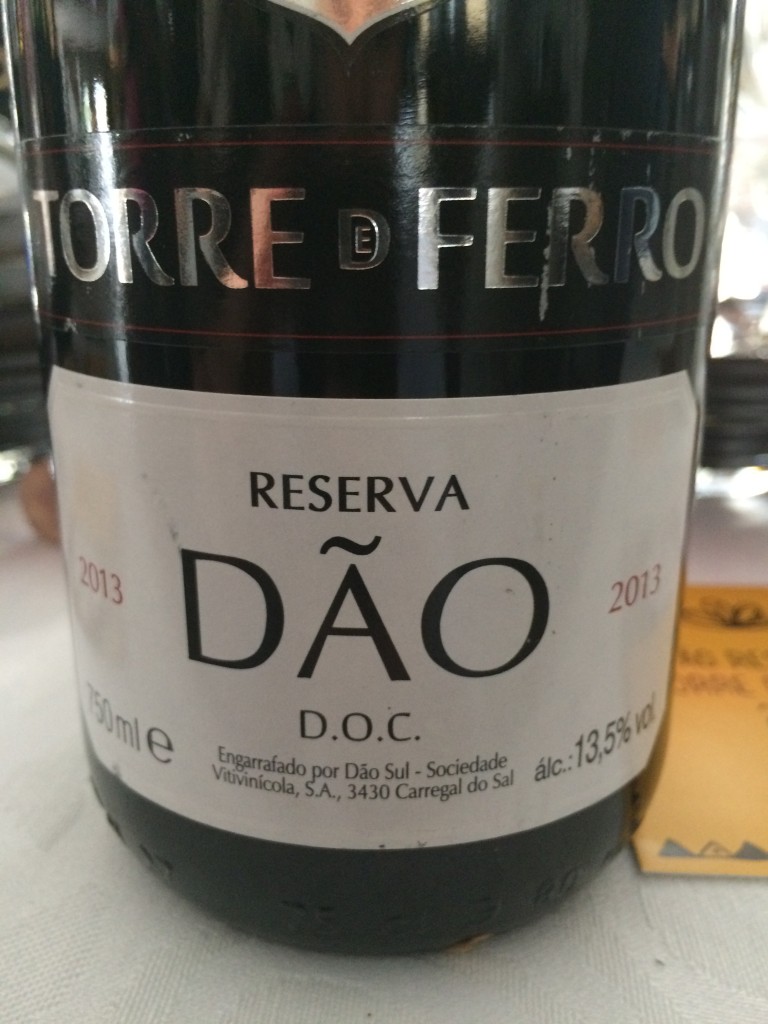 TORRE DE FERRO
RESERVA
2013 DÃO 2013
D.O.C.
750ml e
Engarrafado por Dão Sul - Sociedade
Vitivinícola, S.A., 3430 Carregal do Sal
álc.:13,5% vol.